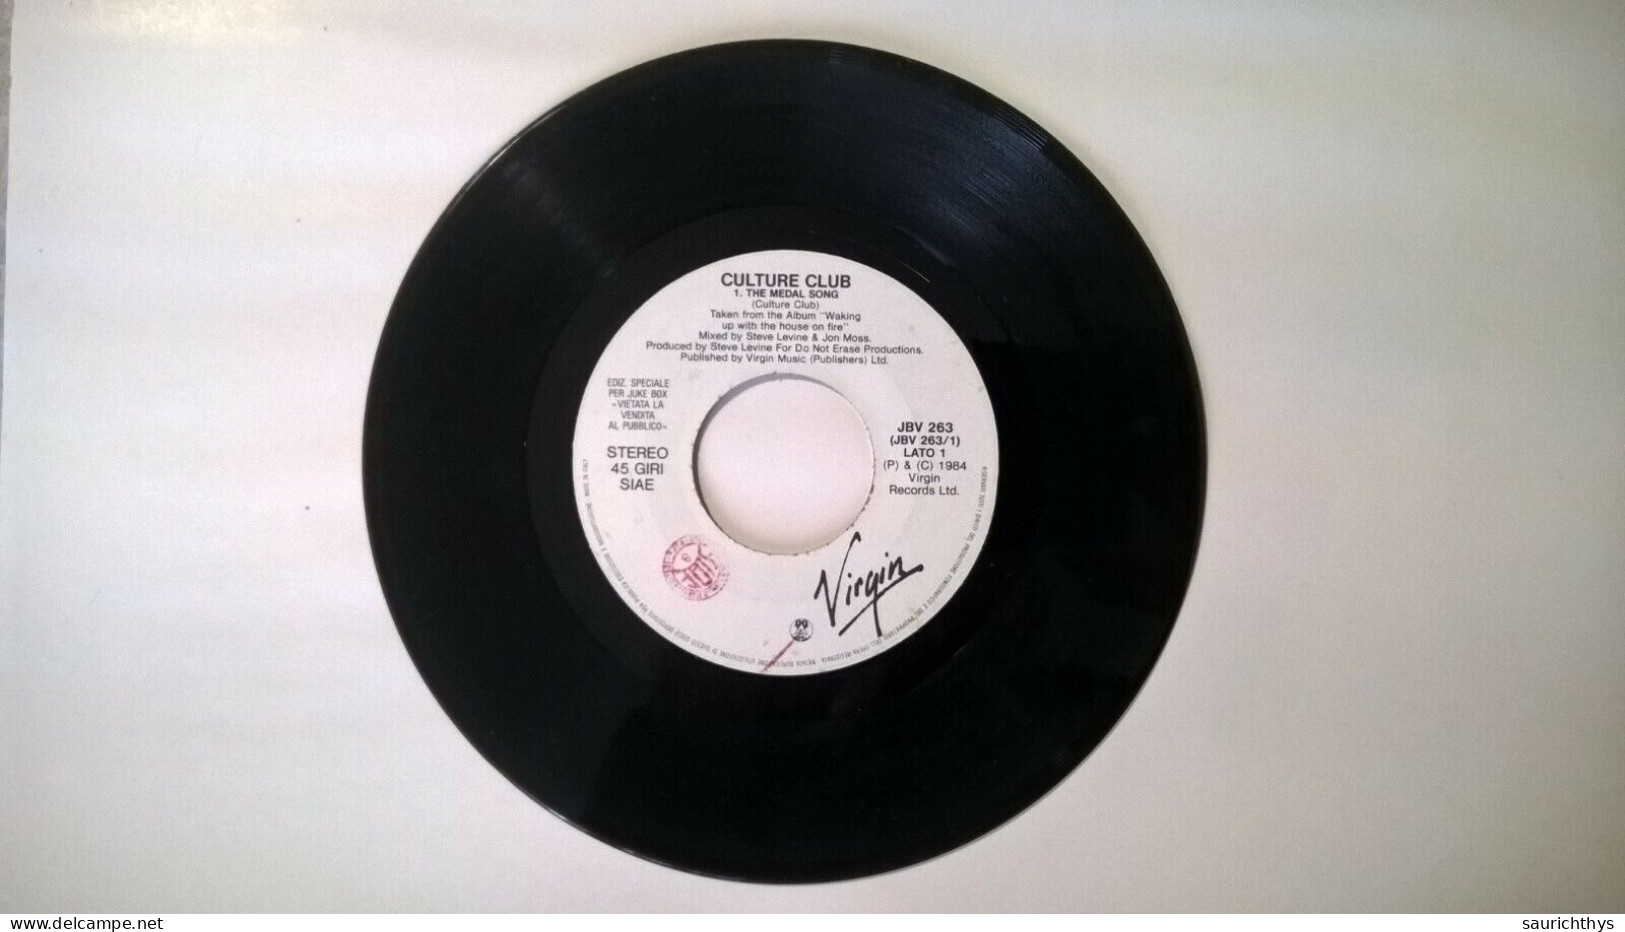 CULTURE CLUB
1. THE MEDAL SONG
(Culture Club)
Taken from the Album "Waking
up with the house on fire"
Mixed by Steve Levine & Jon Moss.
Produced by Steve Levine For Do Not Erase Productions.
Published by Virgin Music (Publishers) Ltd.
EDIZ. SPECIALE
PER JUKE BOX
«VIETATA LA
VENDITA
AL PUBBLICO»
STEREO
45 GIRI
SIAE
JBV 263
(JBV 263/1)
LATO 1
(P) & (C) 1984
Virgin
Records Ltd.
Virgin
www.delcampe.net
saurichthys